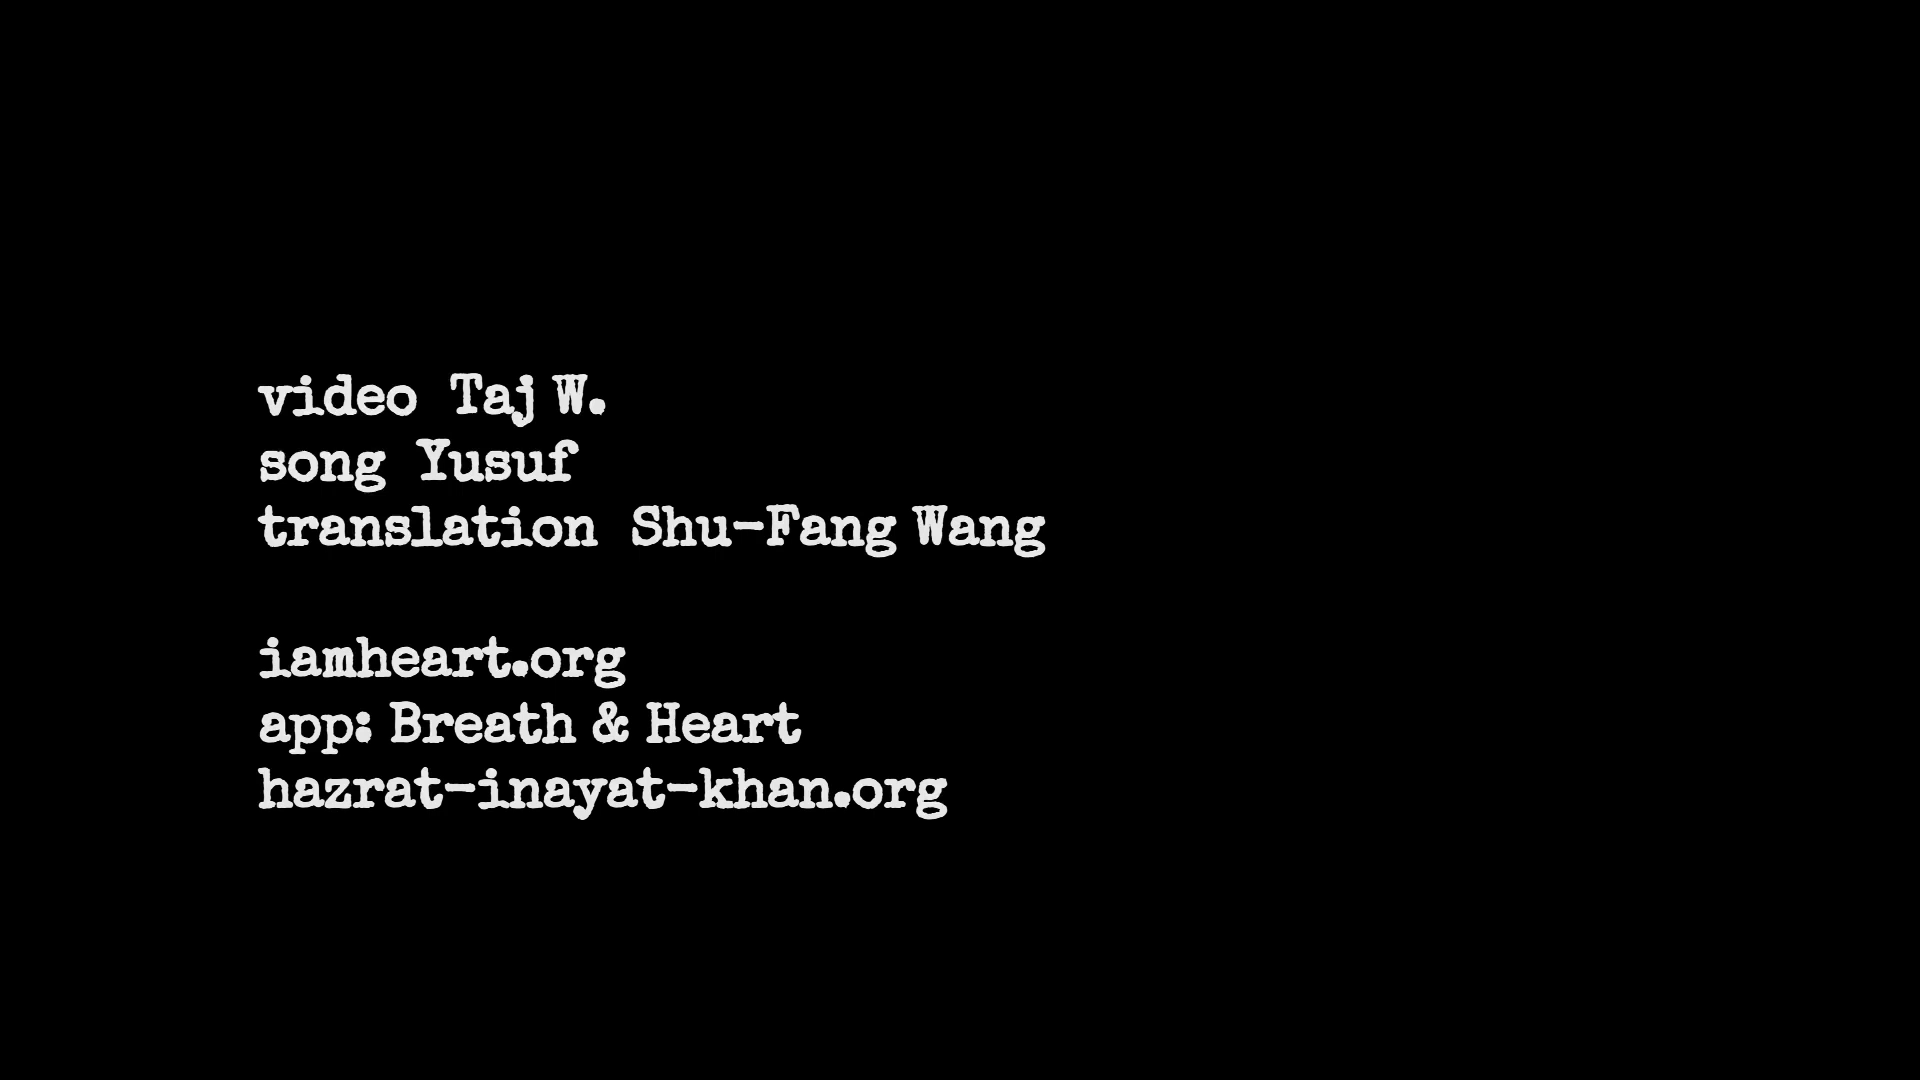 video Taj W.
song Yusuf
translation Shu-Fang Wang
iamheart.org
app: Breath & Heart
hazrat-inayat-khan.org